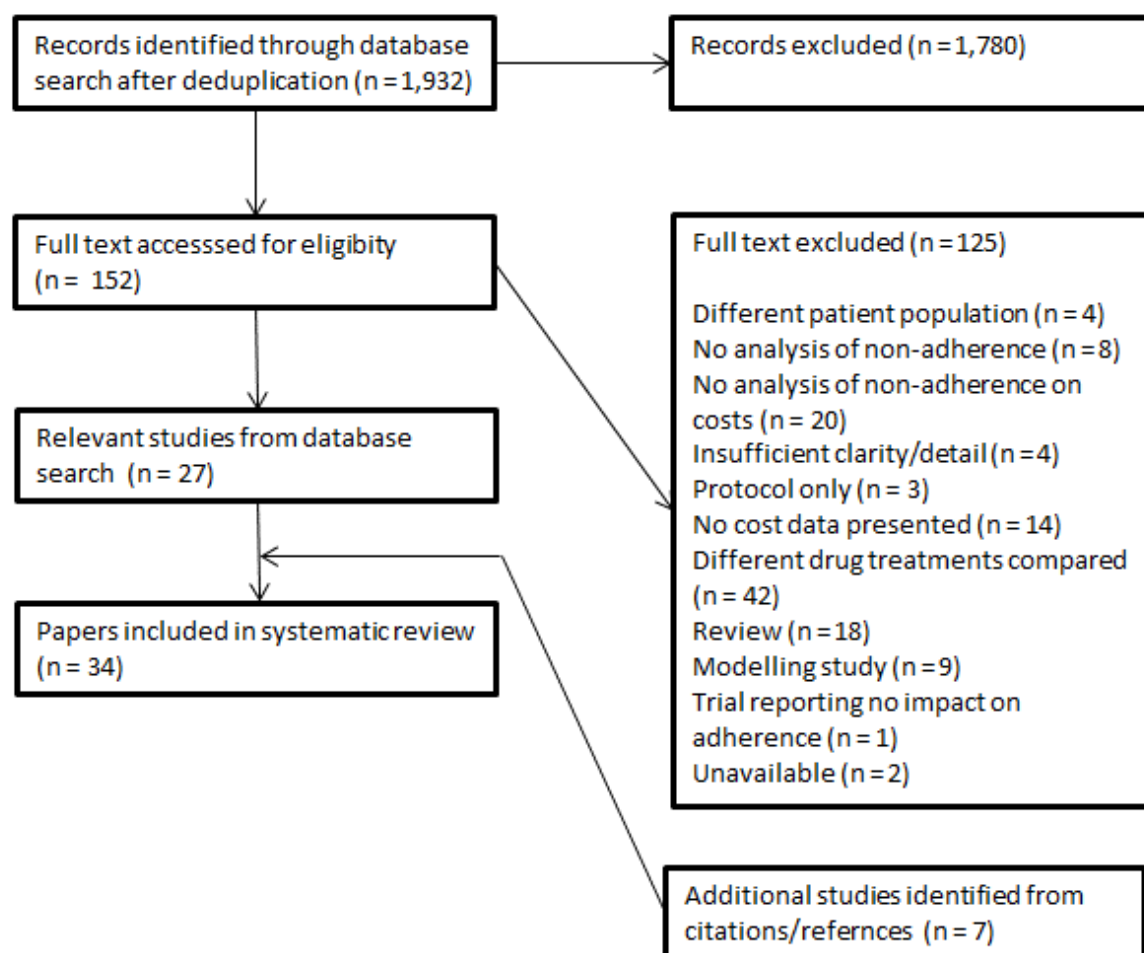 Records identified through database
search after deduplication (n = 1,932)
Records excluded (n = 1,780)
Full text accesssed for eligibity
(n = 152)
Full text excluded (n = 125)
Different patient population (n = 4)
No analysis of non-adherence (n = 8)
No analysis of non-adherence on
costs (n = 20)
Insufficient clarity/detail (n = 4)
Protocol only (n = 3)
No cost data presented (n = 14)
Different drug treatments compared
(n = 42)
Review (n = 18)
Modelling study (n = 9)
Trial reporting no impact on
adherence (n = 1)
Unavailable (n = 2)
Relevant studies from database
search (n = 27)
Papers included in systematic review
(n = 34)
Additional studies identified from
citations/refernces (n = 7)